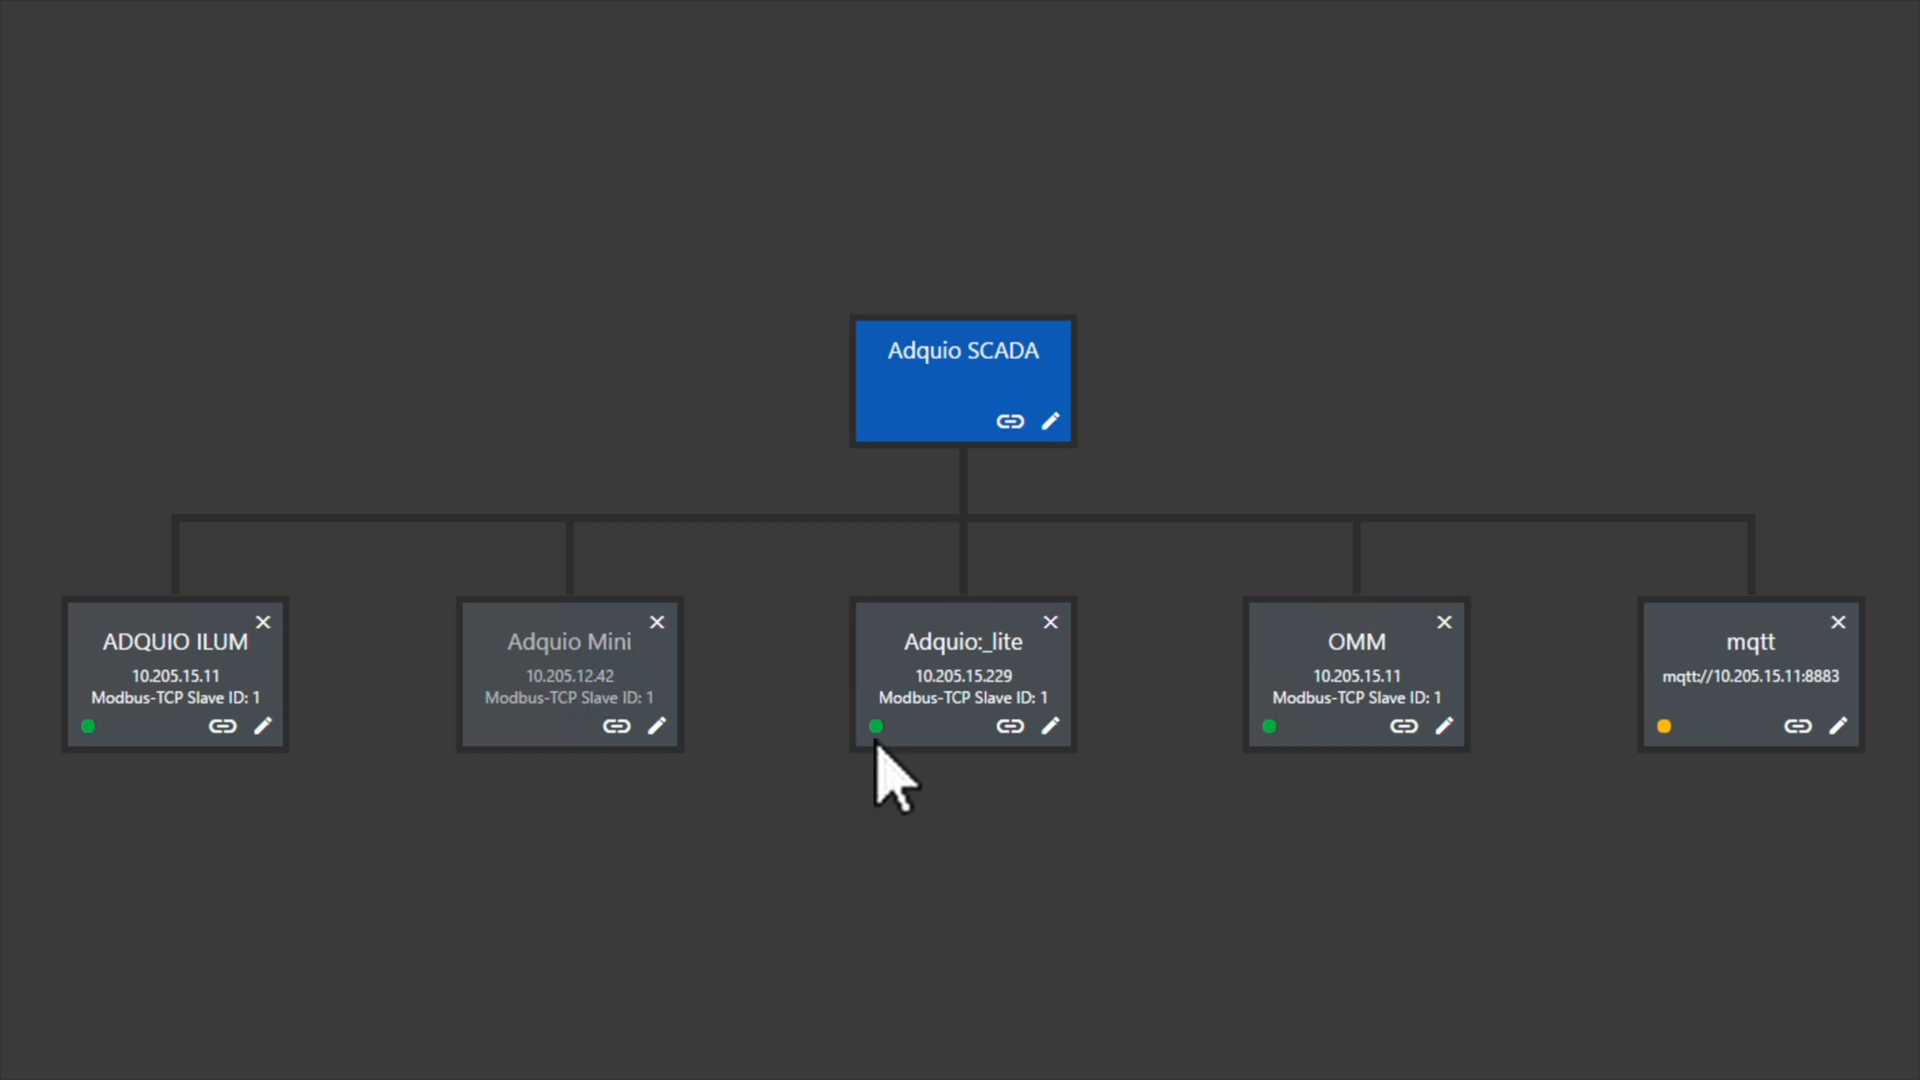 Adquio SCADA
ADQUIO ILUM
10.205.15.11
Modbus-TCP Slave ID: 1
Adquio Mini
10.205.12.42
Modbus-TCP Slave ID: 1
Adquio:_lite
10.205.15.229
Modbus-TCP Slave ID: 1
OMM
10.205.15.11
Modbus-TCP Slave ID: 1
mqtt
mqtt://10.205.15.11:8883